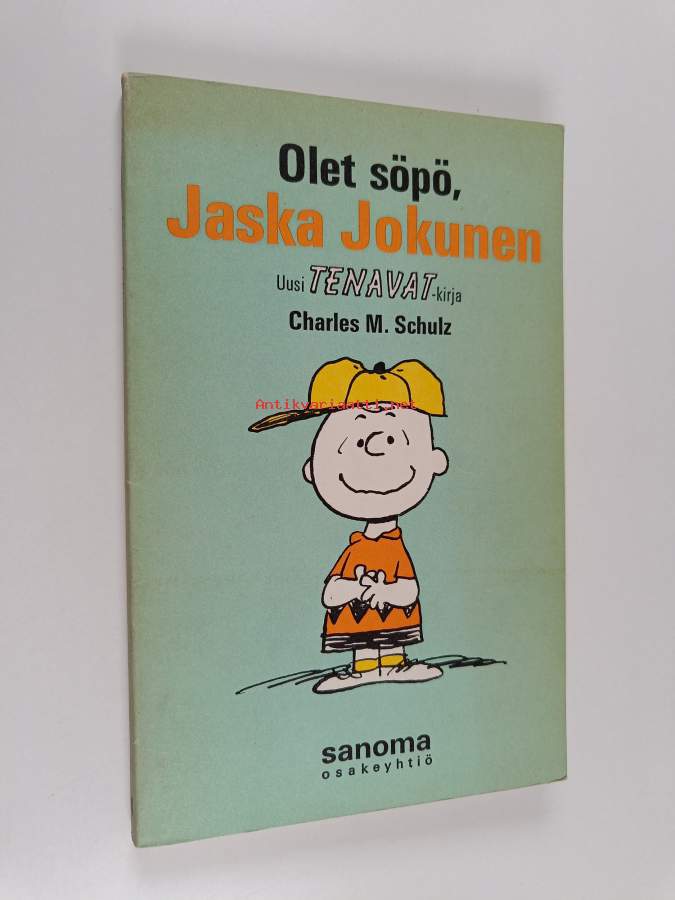 Olet söpö,
Jaska Jokunen
Uusi TENAVAT-kirja
Charles M. Schulz
Antikvariaatti.net
sanoma
osakeyhtiö